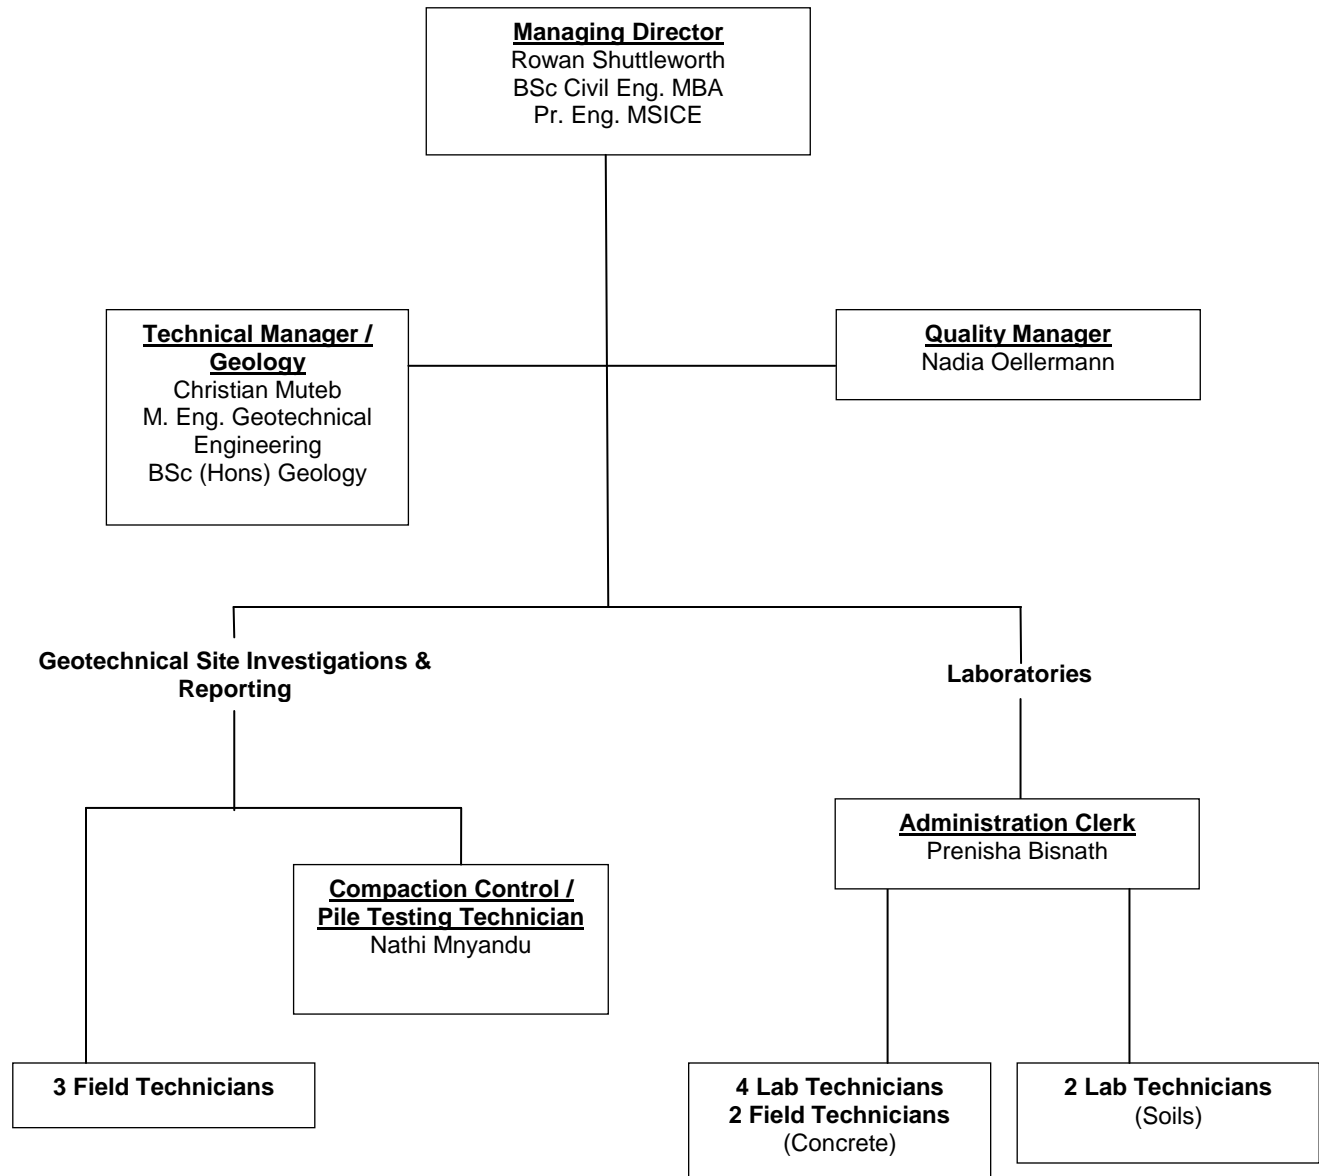 Managing Director
Rowan Shuttleworth
BSc Civil Eng. MBA
Pr. Eng. MSICE
Technical Manager /
Geology
Christian Muteb
M. Eng. Geotechnical
Engineering
BSc (Hons) Geology
Quality Manager
Nadia Oellermann
Geotechnical Site Investigations &
Reporting
Laboratories
Administration Clerk
Prenisha Bisnath
Compaction Control /
Pile Testing Technician
Nathi Mnyandu
3 Field Technicians
4 Lab Technicians
2 Field Technicians
(Concrete)
2 Lab Technicians
(Soils)